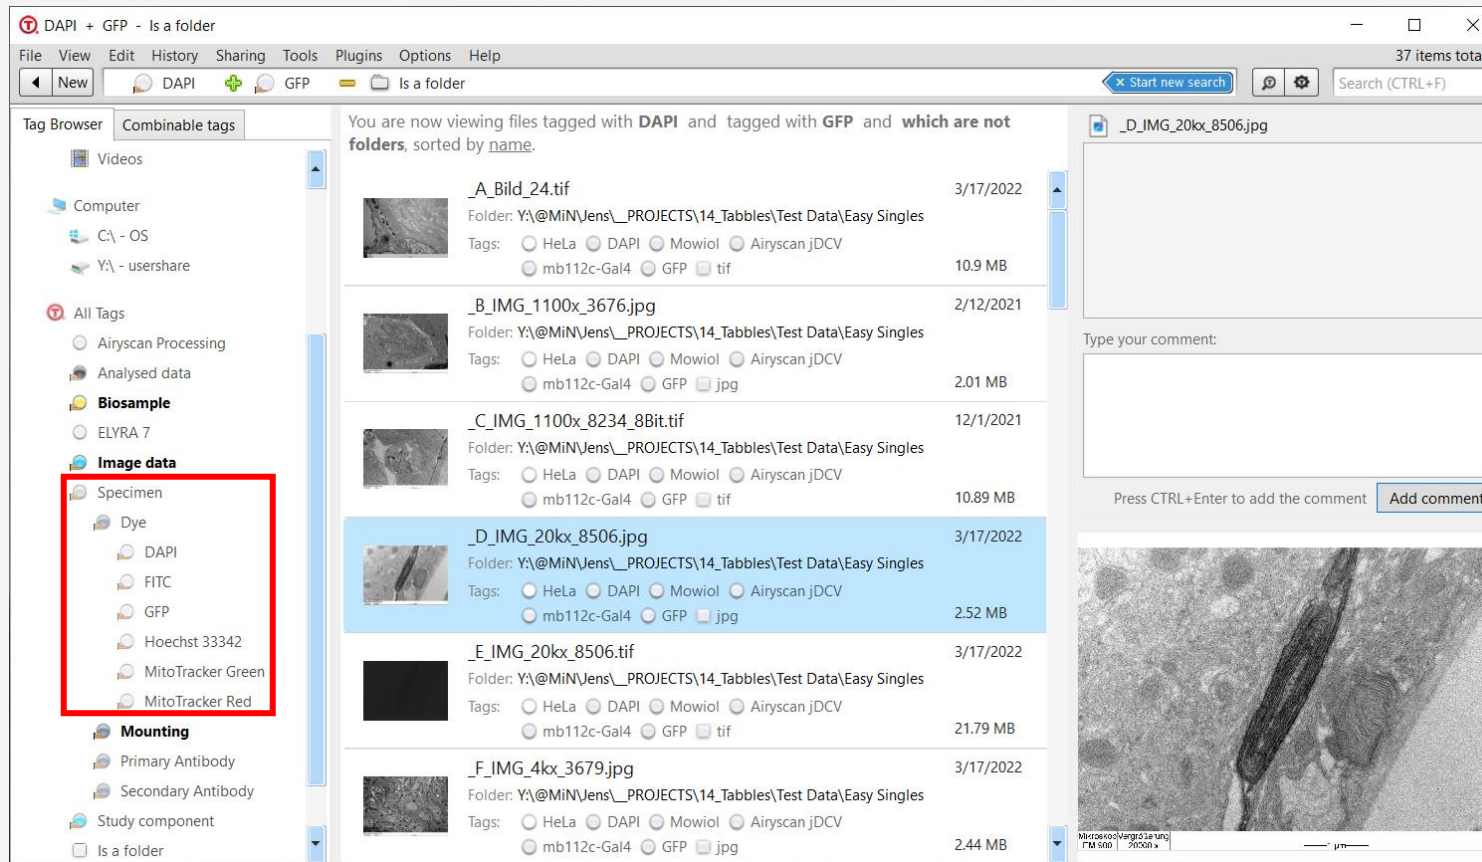 DAPI + GFP - Is a folder
File View Edit History Sharing Tools Plugins Options Help
37 items tota
New DAPI GFP Is a folder
× Start new search
Search (CTRL+F)
Tag Browser
Combinable tags
Videos
Computer
C:\ - OS
Y:\ - usershare
All Tags
Airyscan Processing
Analysed data
Biosample
ELYRA 7
Image data
Specimen
Dye
DAPI
FITC
GFP
Hoechst 33342
MitoTracker Green
MitoTracker Red
Mounting
Primary Antibody
Secondary Antibody
Study component
Is a folder
You are now viewing files tagged with DAPI and tagged with GFP and which are not
folders, sorted by name.
_A_Bild_24.tif 3/17/2022
Folder: Y:\@MiN\Jens\__PROJECTS\14_Tabbles\Test Data\Easy Singles
Tags: HeLa DAPI Mowiol Airyscan jDCV
mb112c-Gal4 GFP tif 10.9 MB
_B_IMG_1100x_3676.jpg 2/12/2021
Folder: Y:\@MiN\Jens\__PROJECTS\14_Tabbles\Test Data\Easy Singles
Tags: HeLa DAPI Mowiol Airyscan jDCV
mb112c-Gal4 GFP jpg 2.01 MB
_C_IMG_1100x_8234_8Bit.tif 12/1/2021
Folder: Y:\@MiN\Jens\__PROJECTS\14_Tabbles\Test Data\Easy Singles
Tags: HeLa DAPI Mowiol Airyscan jDCV
mb112c-Gal4 GFP tif 10.89 MB
_D_IMG_20kx_8506.jpg 3/17/2022
Folder: Y:\@MiN\Jens\__PROJECTS\14_Tabbles\Test Data\Easy Singles
Tags: HeLa DAPI Mowiol Airyscan jDCV
mb112c-Gal4 GFP jpg 2.52 MB
_E_IMG_20kx_8506.tif 3/17/2022
Folder: Y:\@MiN\Jens\__PROJECTS\14_Tabbles\Test Data\Easy Singles
Tags: HeLa DAPI Mowiol Airyscan jDCV
mb112c-Gal4 GFP tif 21.79 MB
_F_IMG_4kx_3679.jpg 3/17/2022
Folder: Y:\@MiN\Jens\__PROJECTS\14_Tabbles\Test Data\Easy Singles
Tags: HeLa DAPI Mowiol Airyscan jDCV
mb112c-Gal4 GFP jpg 2.44 MB
_D_IMG_20kx_8506.jpg
Type your comment:
Press CTRL+Enter to add the comment
Add comment
Vergrößerung
EM 900 20000 x 1 µm